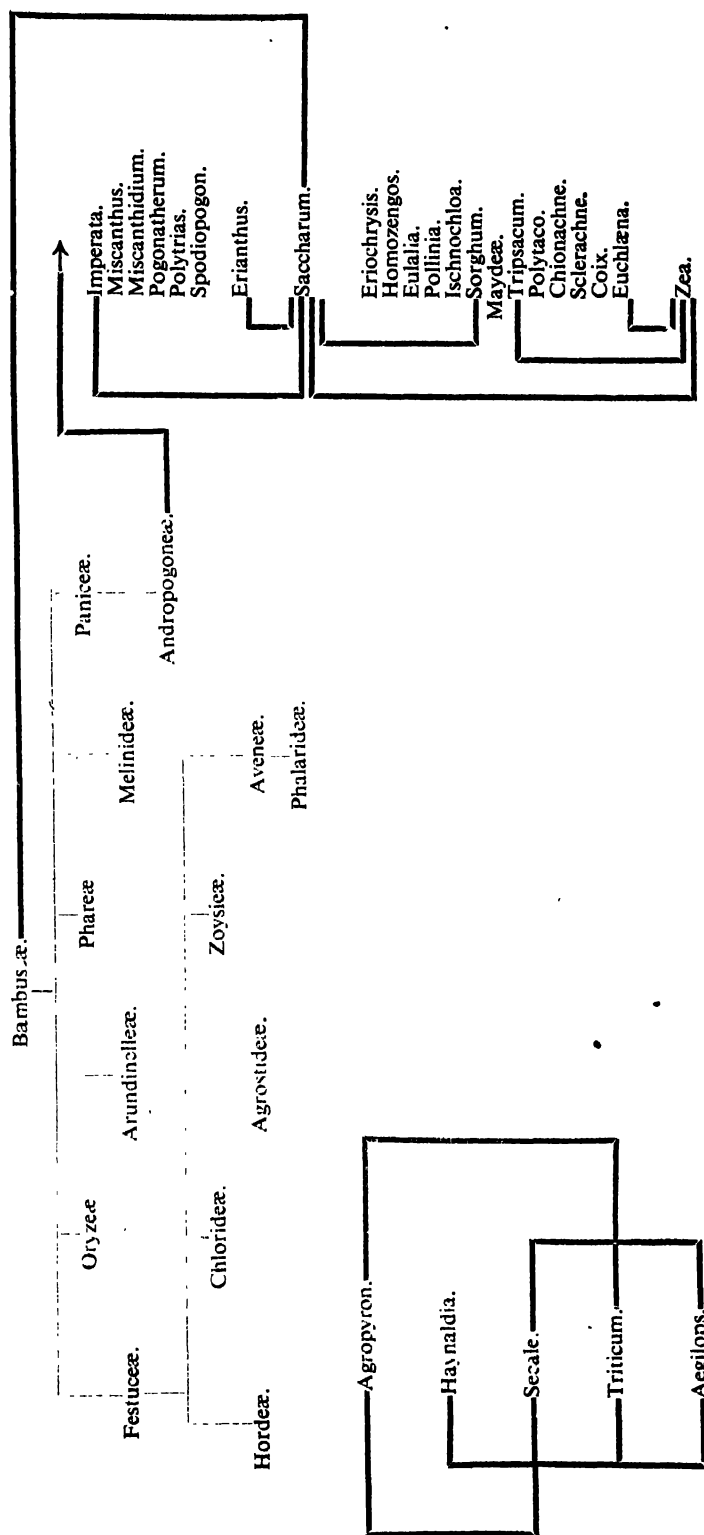 Bambuseæ.
Oryzeæ
Phareæ
Paniceæ.
Festuceæ.
Arundinelleæ.
Melinideæ.
Andropogoneæ.
Chlorideæ.
Zoysieæ.
Hordeæ.
Agrostideæ.
Aveneæ.
Phalarideæ.
Agropyron.
Haynaldia.
Secale.
Triticum.
Aegilops.
Imperata.
Miscanthus.
Miscanthidium.
Pogonatherum.
Polytrias.
Spodiopogon.
Erianthus.
Saccharum.
Eriochrysis.
Homozengos.
Eulalia.
Pollinia.
Ischnochloa.
Sorghum.
Maydeæ.
Tripsacum.
Polytaco.
Chionachne.
Sclerachne.
Coix.
Euchlæna.
Zea.